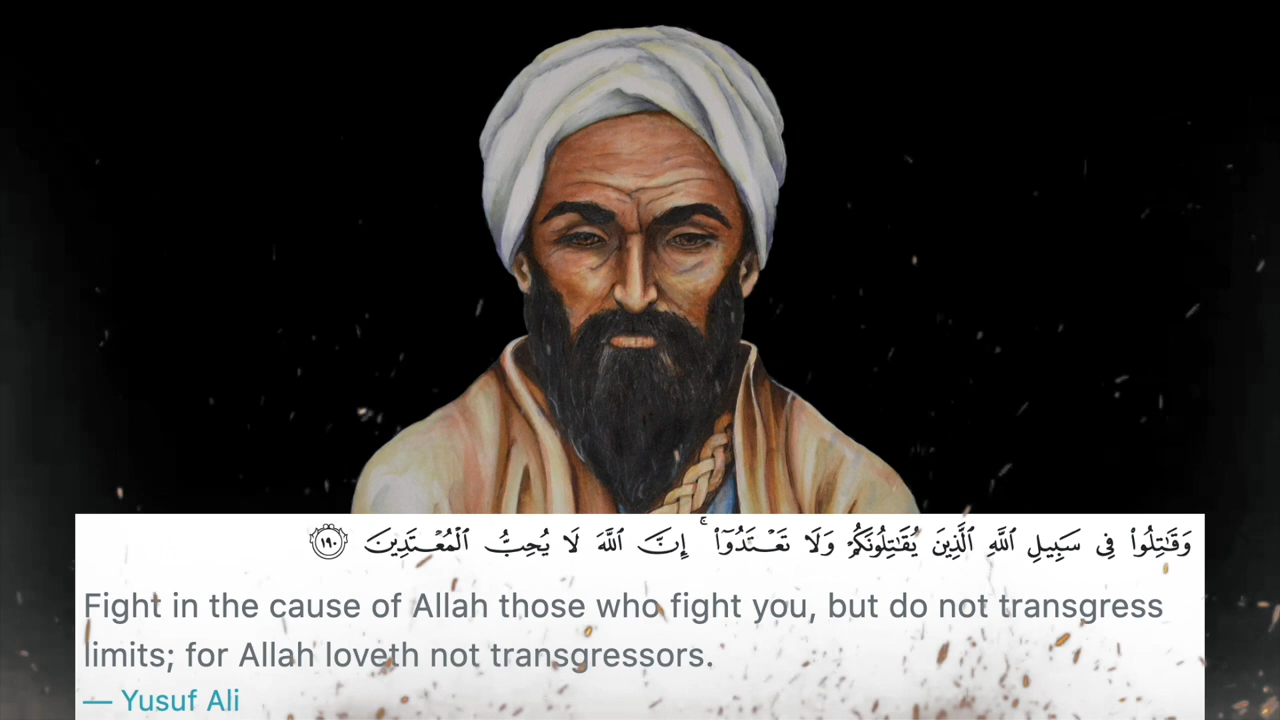 وَقَـٰتِلُوا۟ فِى سَبِيلِ ٱللَّهِ ٱلَّذِينَ يُقَـٰتِلُونَكُمْ وَلَا تَعْتَدُوٓا۟ ۚ إِنَّ ٱللَّهَ لَا يُحِبُّ ٱلْمُعْتَدِينَ ١٩٠
Fight in the cause of Allah those who fight you, but do not transgress
limits; for Allah loveth not transgressors.
— Yusuf Ali